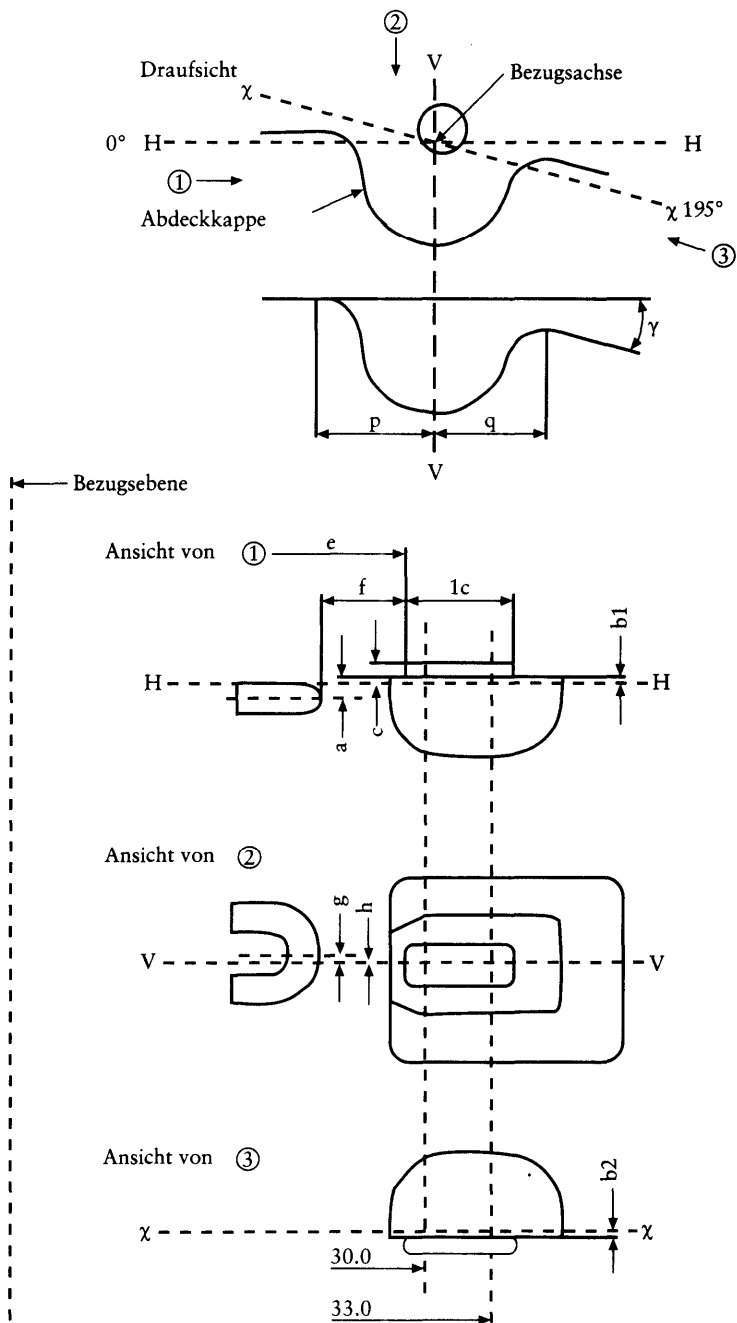 ②
V
Draufsicht
Bezugsachse
χ
0° H
H
①
Abdeckkappe
χ 195°
③
γ
p
q
V
Bezugsebene
Ansicht von ①
e
f
1c
b1
H
H
a
c
Ansicht von ②
g
h
V
V
Ansicht von ③
b2
χ
χ
30.0
33.0